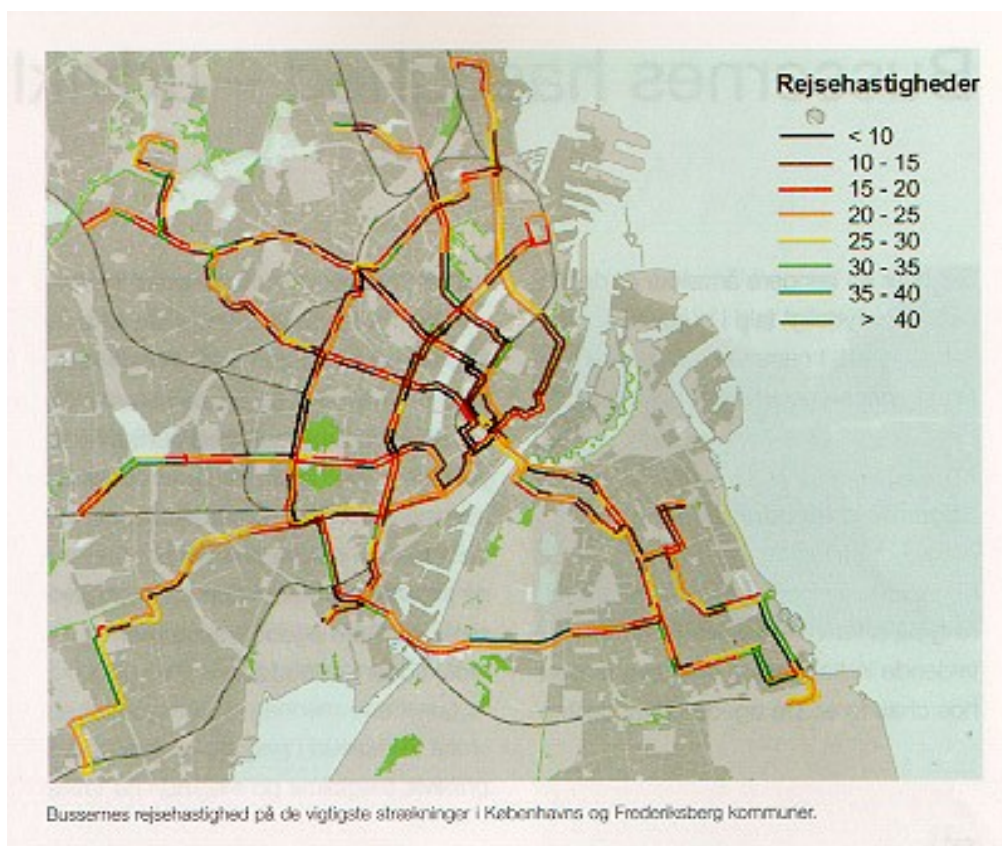 Rejsehastigheder
< 10
10 - 15
15 - 20
20 - 25
25 - 30
30 - 35
35 - 40
> 40
Bussernes rejsehastighed på de vigtigste strækninger i Københavns og Frederiksberg kommuner.